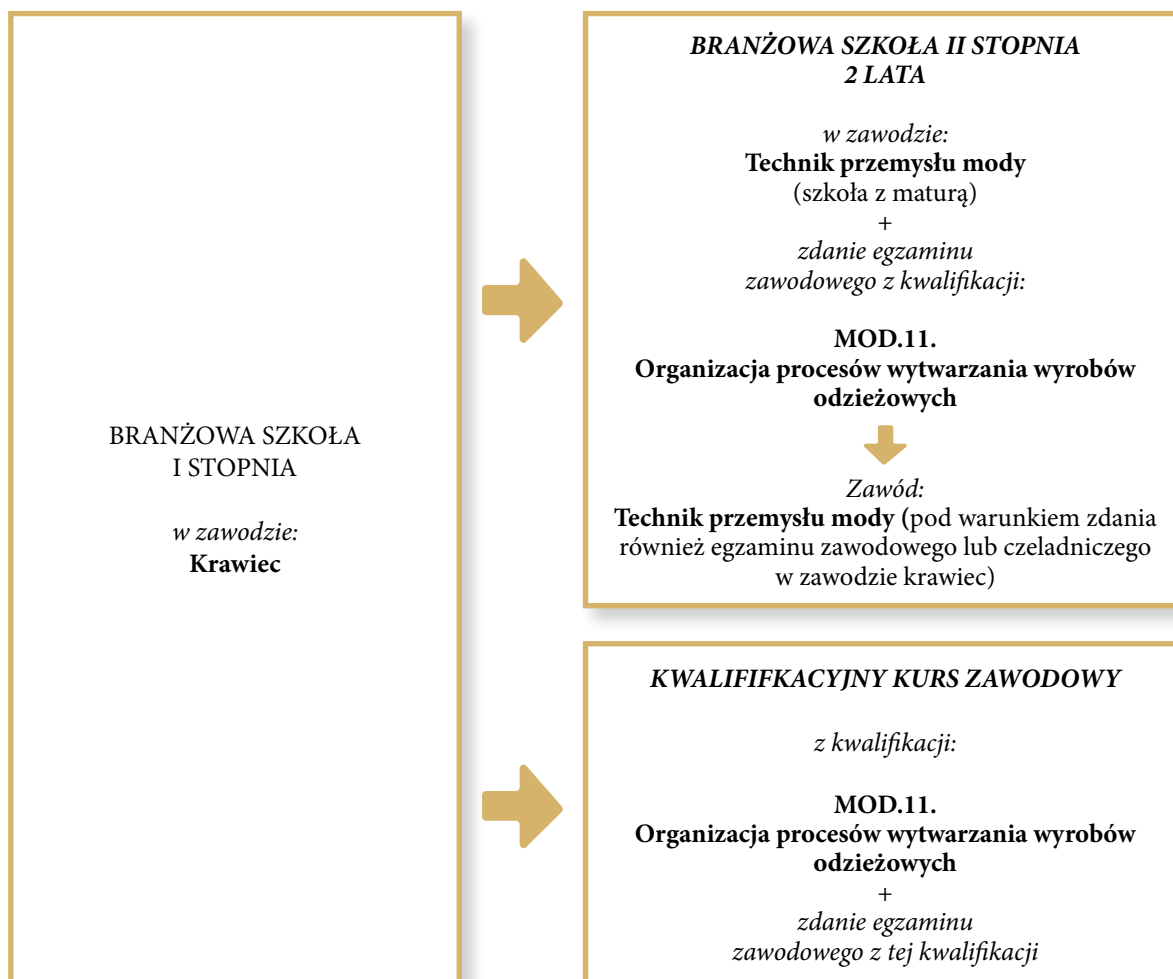 BRANŻOWA SZKOŁA
I STOPNIA
w zawodzie:
Krawiec
BRANŻOWA SZKOŁA II STOPNIA
2 LATA
w zawodzie:
Technik przemysłu mody
(szkoła z maturą)
+
zdanie egzaminu
zawodowego z kwalifikacji:
MOD.11.
Organizacja procesów wytwarzania wyrobów
odzieżowych
Zawód:
Technik przemysłu mody (pod warunkiem zdania
również egzaminu zawodowego lub czeladniczego
w zawodzie krawiec)
KWALIFIFKACYJNY KURS ZAWODOWY
z kwalifikacji:
MOD.11.
Organizacja procesów wytwarzania wyrobów
odzieżowych
+
zdanie egzaminu
zawodowego z tej kwalifikacji